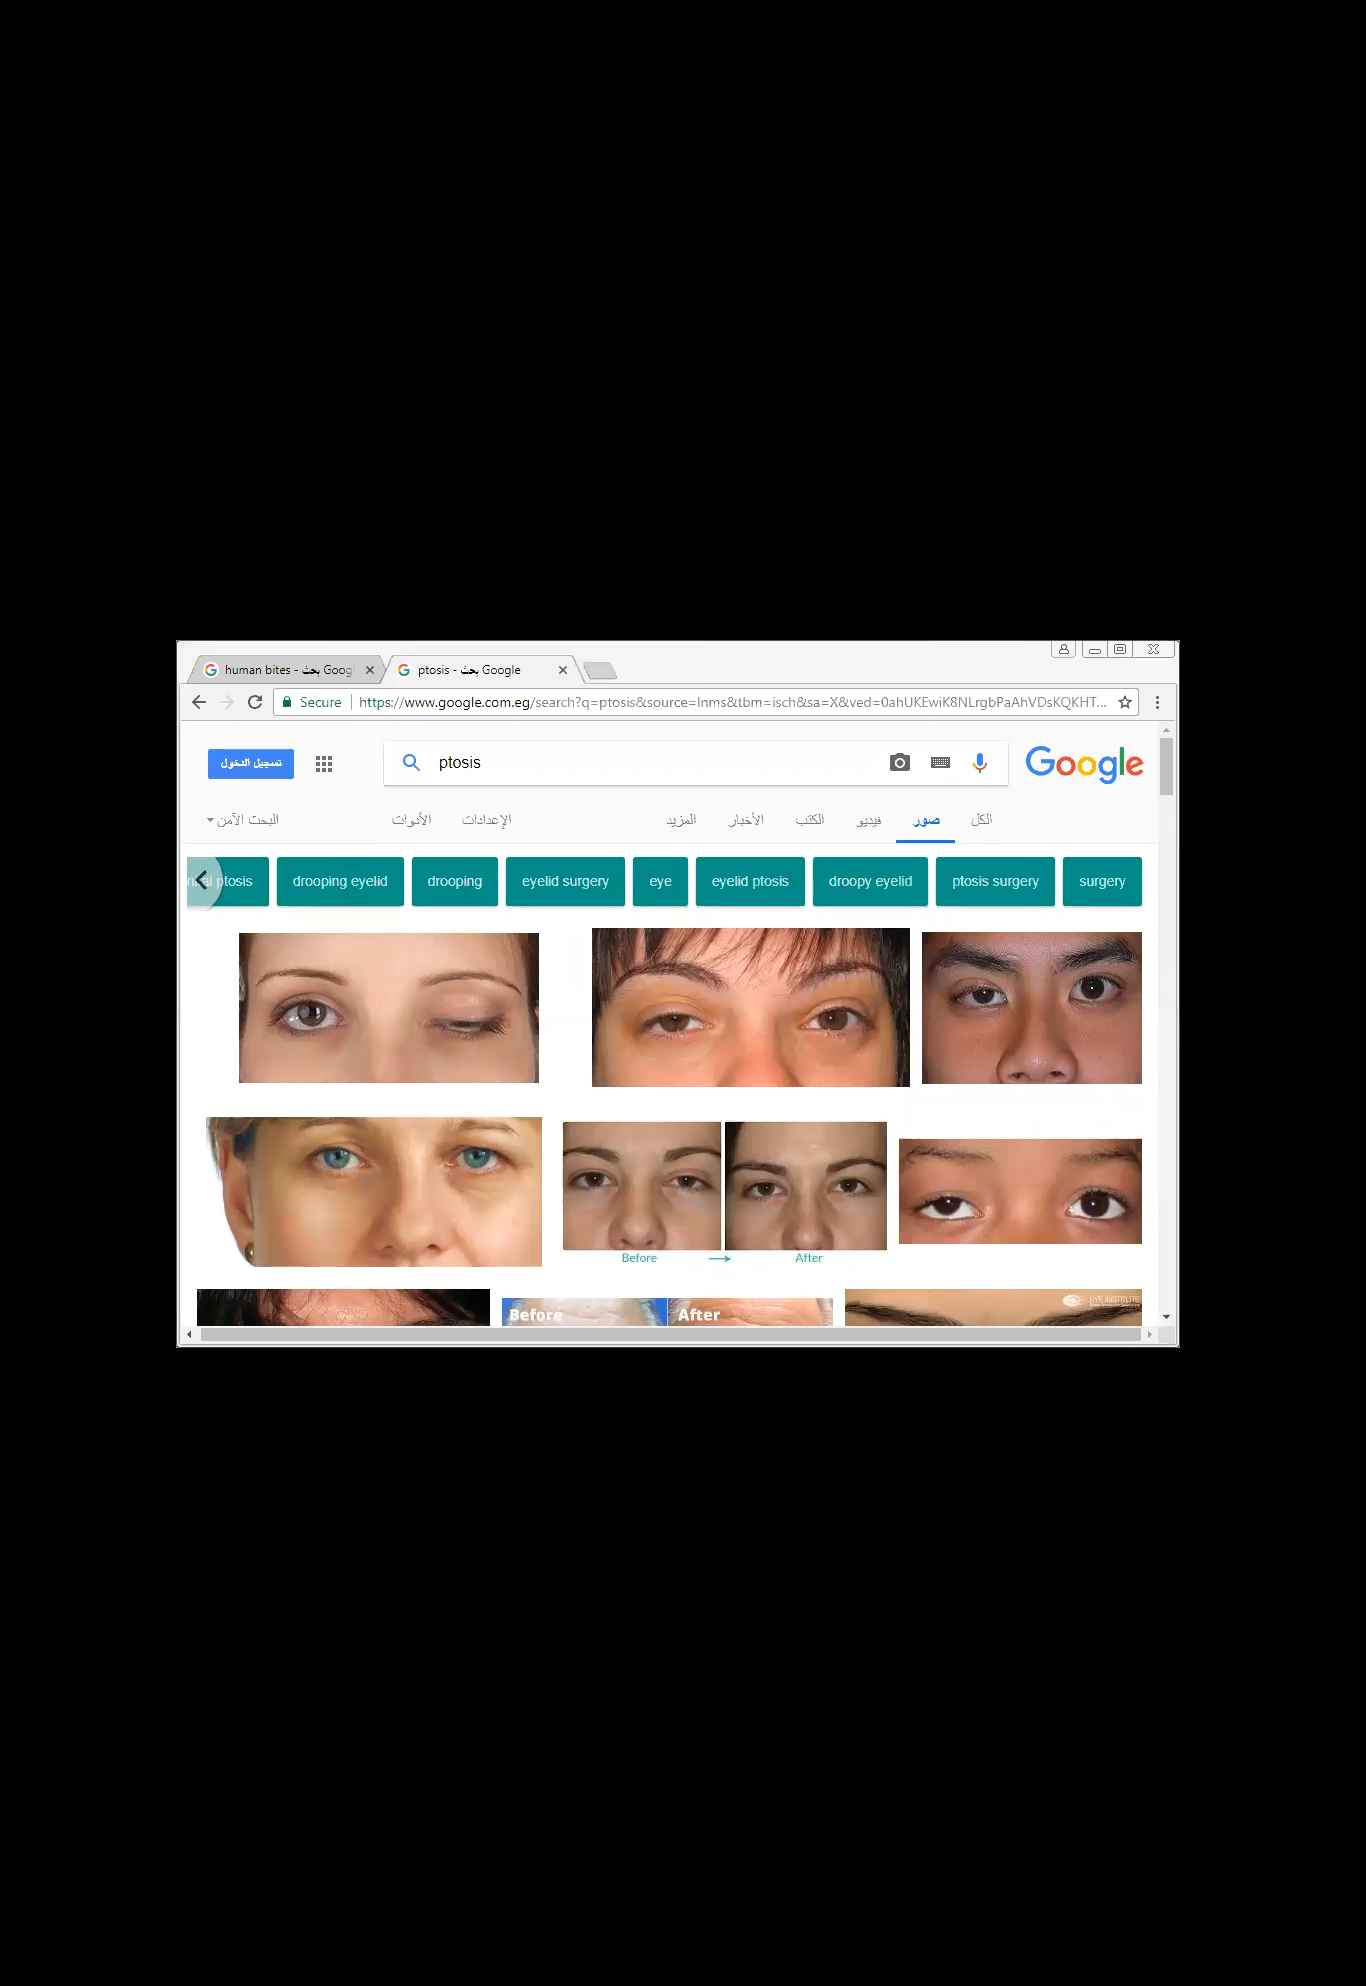 human bites - بحث Goog
ptosis - بحث Google
Secure https://www.google.com.eg/search?q=ptosis&source=lnms&tbm=isch&sa=X&ved=0ahUKEwiK8NLrgbPaAhVDsKQKHT...
تسجيل الدخول
ptosis
Google
الكل صور فيديو الكتب الأخبار المزيد الإعدادات الأدوات البحث الآمن
ptosis drooping eyelid drooping eyelid surgery eye eyelid ptosis droopy eyelid ptosis surgery surgery
Before → After
Before After
EYE INSTITUTE